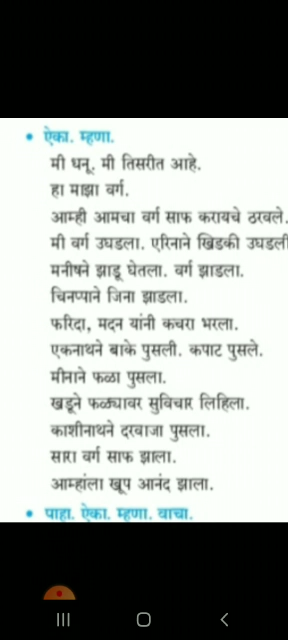 • ऐका. म्हणा.
मी धनू. मी तिसरीत आहे.
हा माझा वर्ग.
आम्ही आमचा वर्ग साफ करायचे ठरवले.
मी वर्ग उघडला. एरिनाने खिडकी उघडली
मनीषने झाडू घेतला. वर्ग झाडला.
चिनप्पाने जिना झाडला.
फरिदा, मदन यांनी कचरा भरला.
एकनाथने बाके पुसली. कपाट पुसले.
मीनाने फळा पुसला.
खडूने फळ्यावर सुविचार लिहिला.
काशीनाथने दरवाजा पुसला.
सारा वर्ग साफ झाला.
आम्हांला खूप आनंद झाला.
• पाहा. ऐका. म्हणा. वाचा.